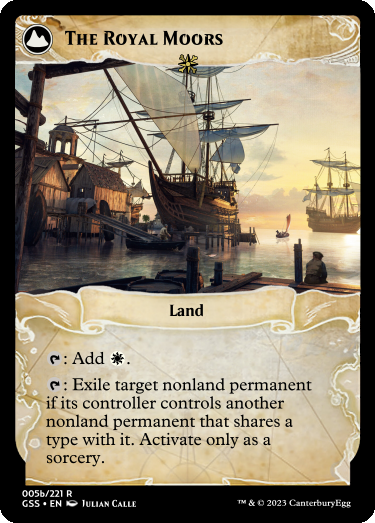 The Royal Moors
Land
: Add .
: Exile target nonland permanent
if its controller controls another
nonland permanent that shares a
type with it. Activate only as a
sorcery.
005b/221 R
GSS • EN Julian Calle
™ & © 2023 CanterburyEgg